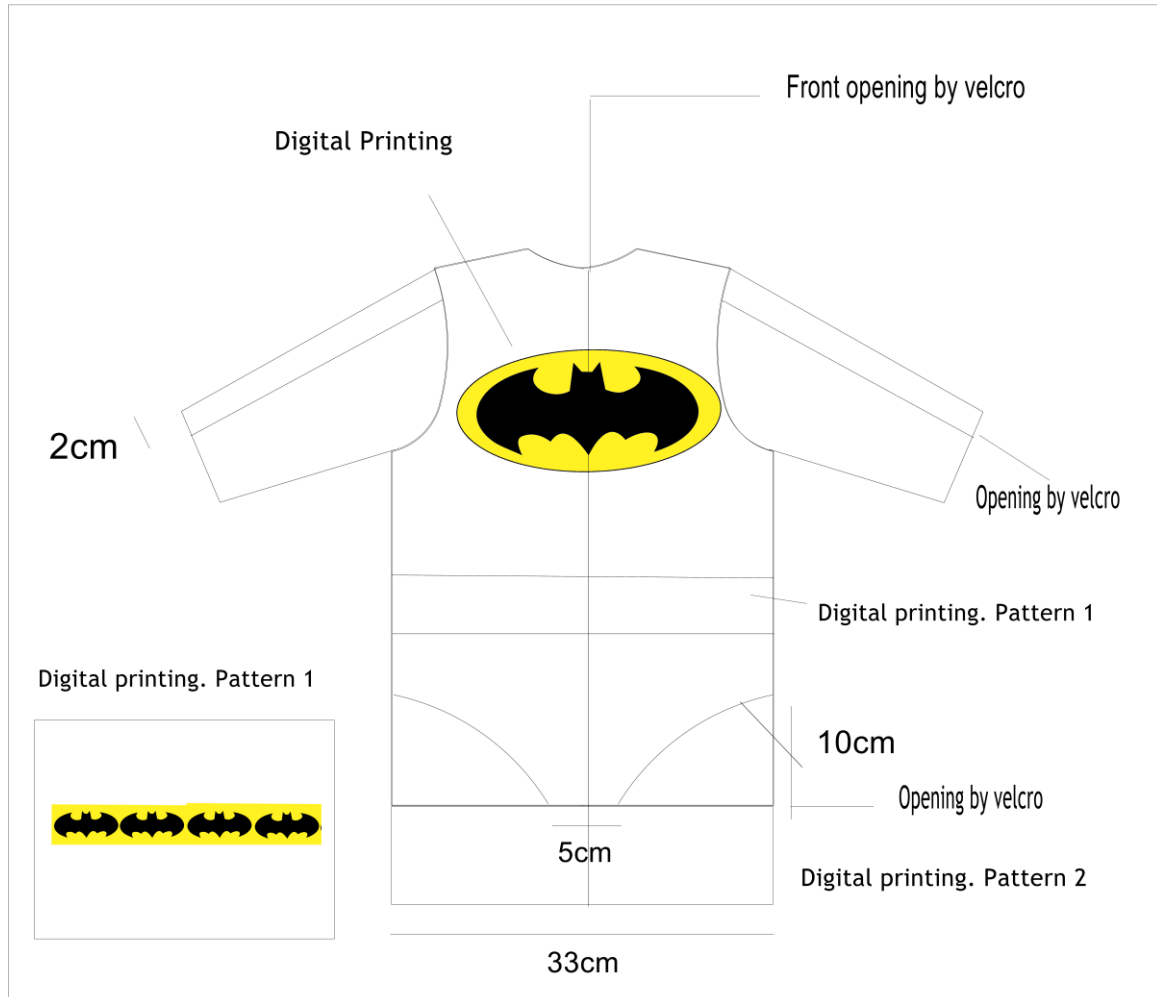 Front opening by velcro
Digital Printing
2cm
Opening by velcro
Digital printing. Pattern 1
Digital printing. Pattern 1
10cm
Opening by velcro
5cm
Digital printing. Pattern 2
33cm